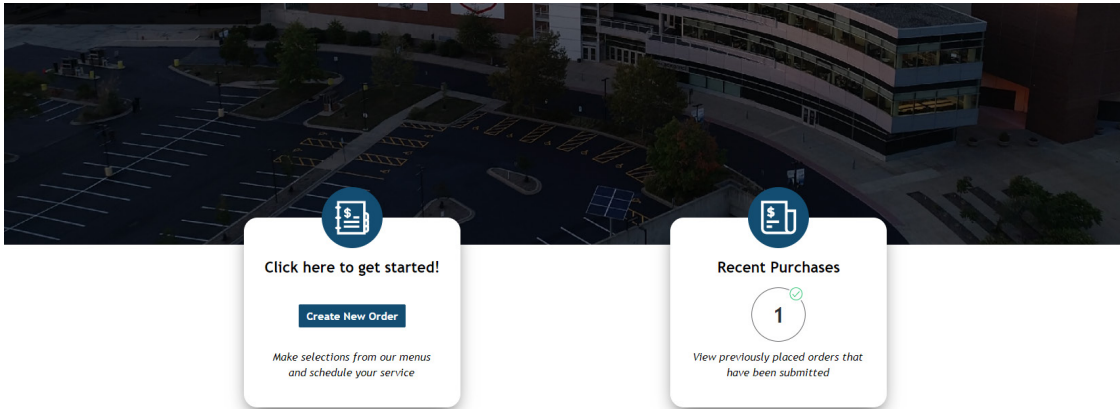 Click here to get started!
Create New Order
Make selections from our menus
and schedule your service
Recent Purchases
1
View previously placed orders that
have been submitted